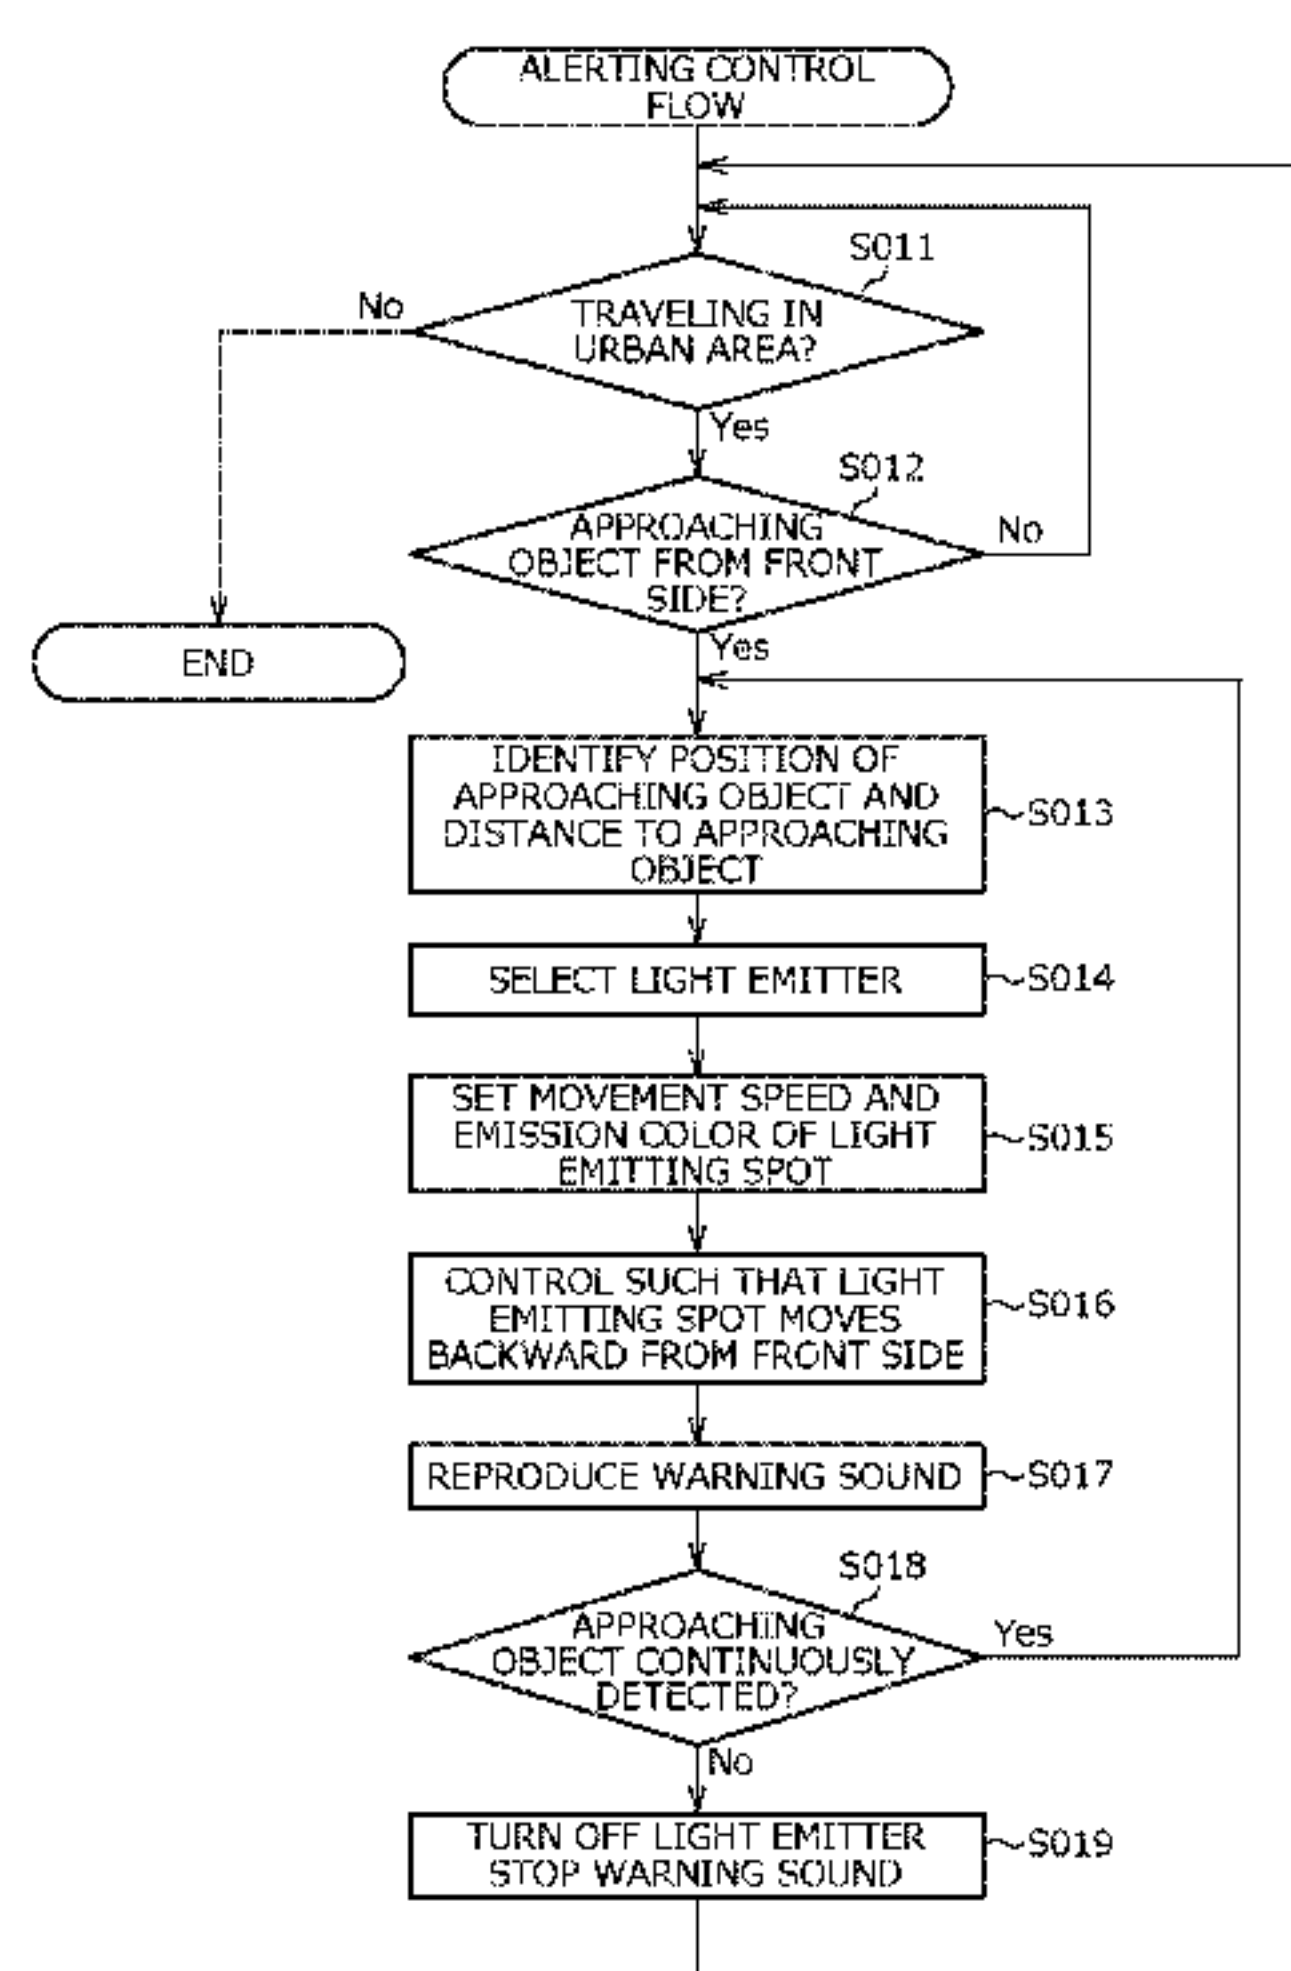 ALERTING CONTROL
FLOW
S011
No
TRAVELING IN
URBAN AREA?
Yes
S012
APPROACHING
OBJECT FROM FRONT
SIDE?
No
Yes
END
IDENTIFY POSITION OF
APPROACHING OBJECT AND
DISTANCE TO APPROACHING
OBJECT
S013
SELECT LIGHT EMITTER
S014
SET MOVEMENT SPEED AND
EMISSION COLOR OF LIGHT
EMITTING SPOT
S015
CONTROL SUCH THAT LIGHT
EMITTING SPOT MOVES
BACKWARD FROM FRONT SIDE
S016
REPRODUCE WARNING SOUND
S017
S018
APPROACHING
OBJECT CONTINUOUSLY
DETECTED?
Yes
No
TURN OFF LIGHT EMITTER
STOP WARNING SOUND
S019